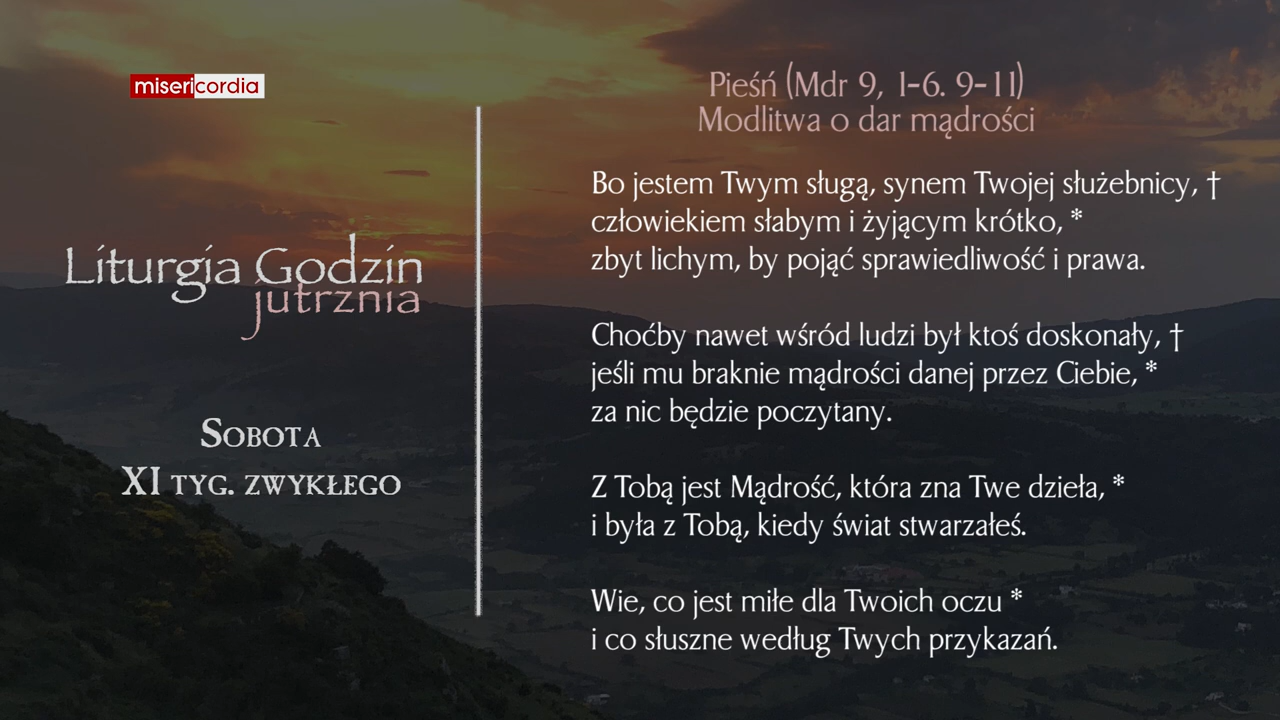 misericordia
Liturgia Godzin
jutrznia
SOBOTA
XI TYG. ZWYKŁEGO
Pieśń (Mdr 9, 1-6. 9-11)
Modlitwa o dar mądrości
Bo jestem Twym sługą, synem Twojej służebnicy, †
człowiekiem słabym i żyjącym krótko, *
zbyt lichym, by pojąć sprawiedliwość i prawa.
Choćby nawet wśród ludzi był ktoś doskonały, †
jeśli mu braknie mądrości danej przez Ciebie, *
za nic będzie poczytany.
Z Tobą jest Mądrość, która zna Twe dzieła, *
i była z Tobą, kiedy świat stwarzałeś.
Wie, co jest miłe dla Twoich oczu *
i co słuszne według Twych przykazań.